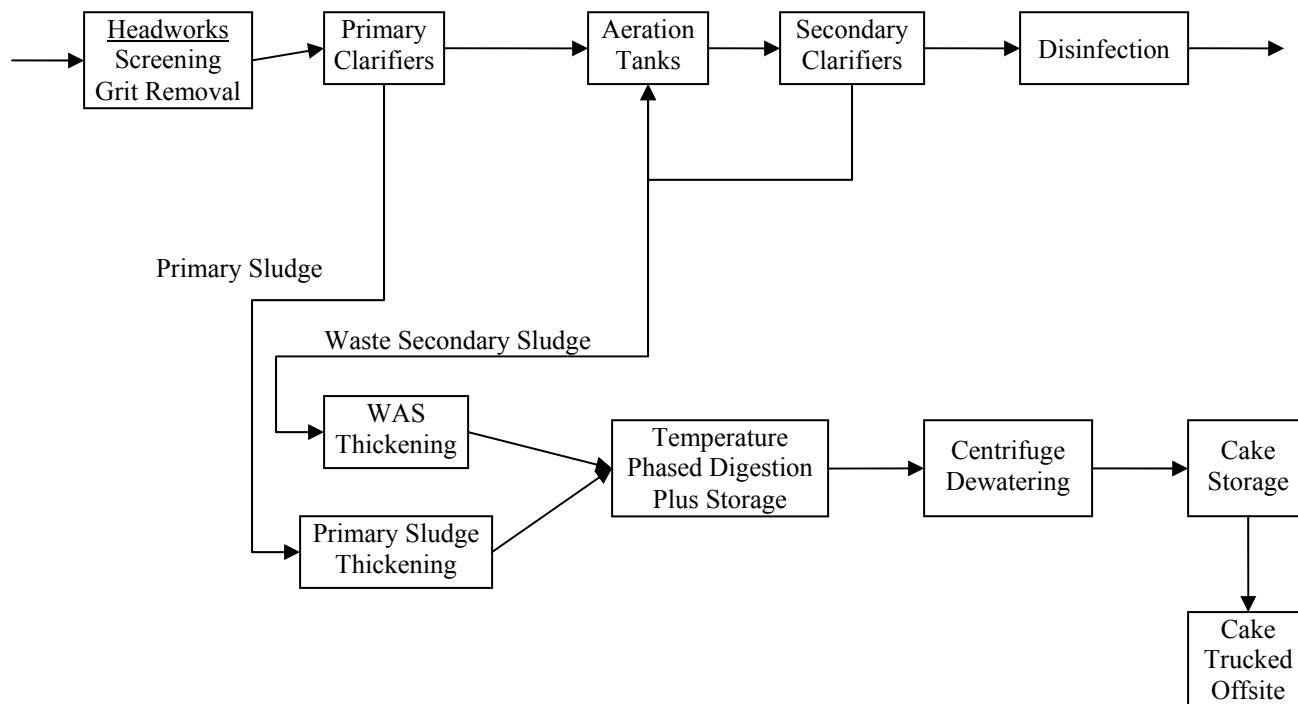 Headworks
Screening
Grit Removal
Primary
Clarifiers
Aeration
Tanks
Secondary
Clarifiers
Disinfection
Primary Sludge
Waste Secondary Sludge
WAS
Thickening
Primary Sludge
Thickening
Temperature
Phased Digestion
Plus Storage
Centrifuge
Dewatering
Cake
Storage
Cake
Trucked
Offsite